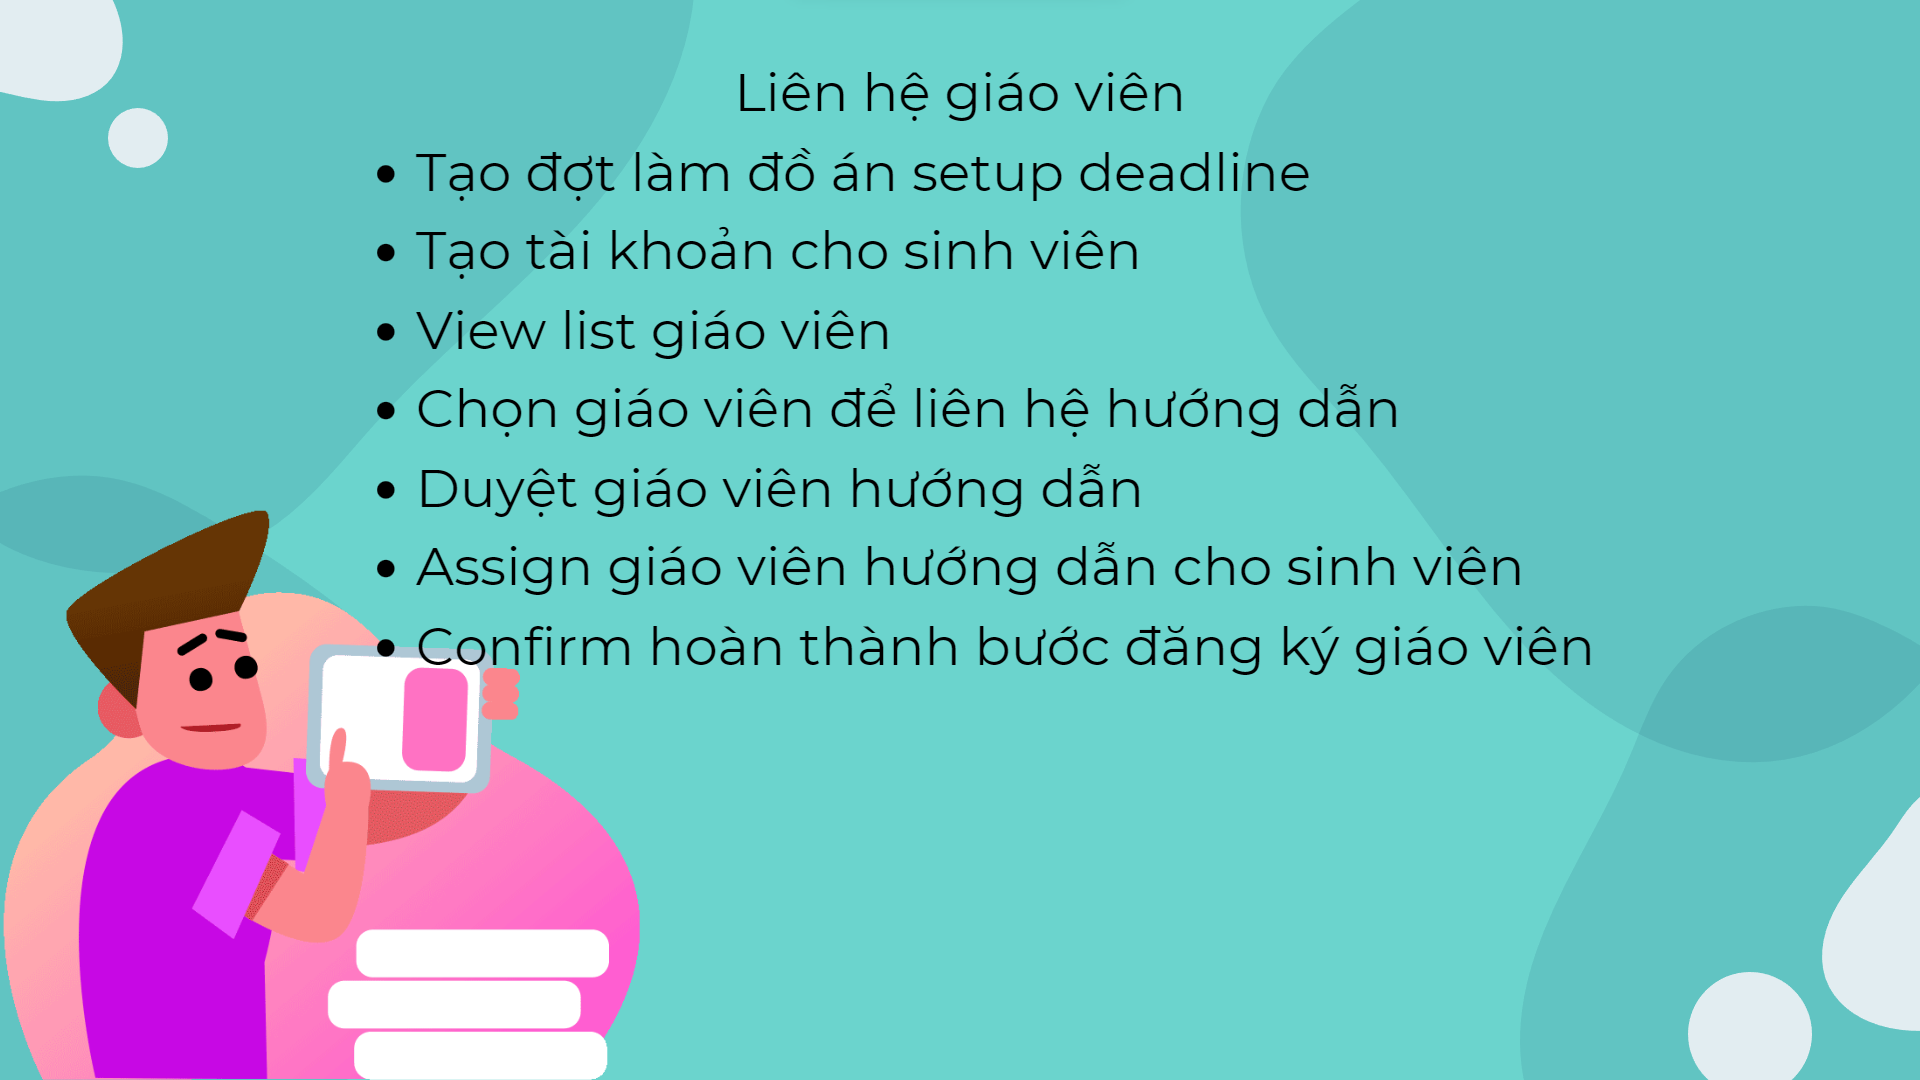 Liên hệ giáo viên
• Tạo đợt làm đồ án setup deadline
• Tạo tài khoản cho sinh viên
• View list giáo viên
• Chọn giáo viên để liên hệ hướng dẫn
• Duyệt giáo viên hướng dẫn
• Assign giáo viên hướng dẫn cho sinh viên
• Confirm hoàn thành bước đăng ký giáo viên